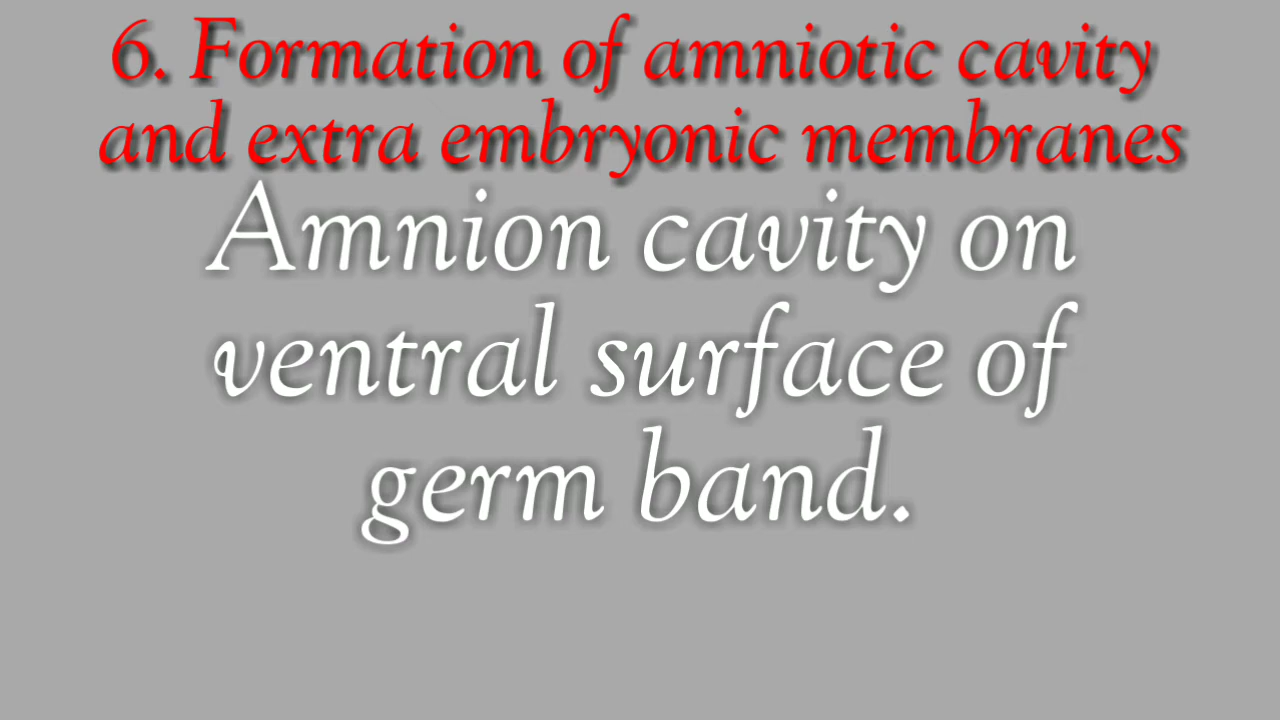 6. Formation of amniotic cavity
and extra embryonic membranes
Amnion cavity on
ventral surface of
germ band.